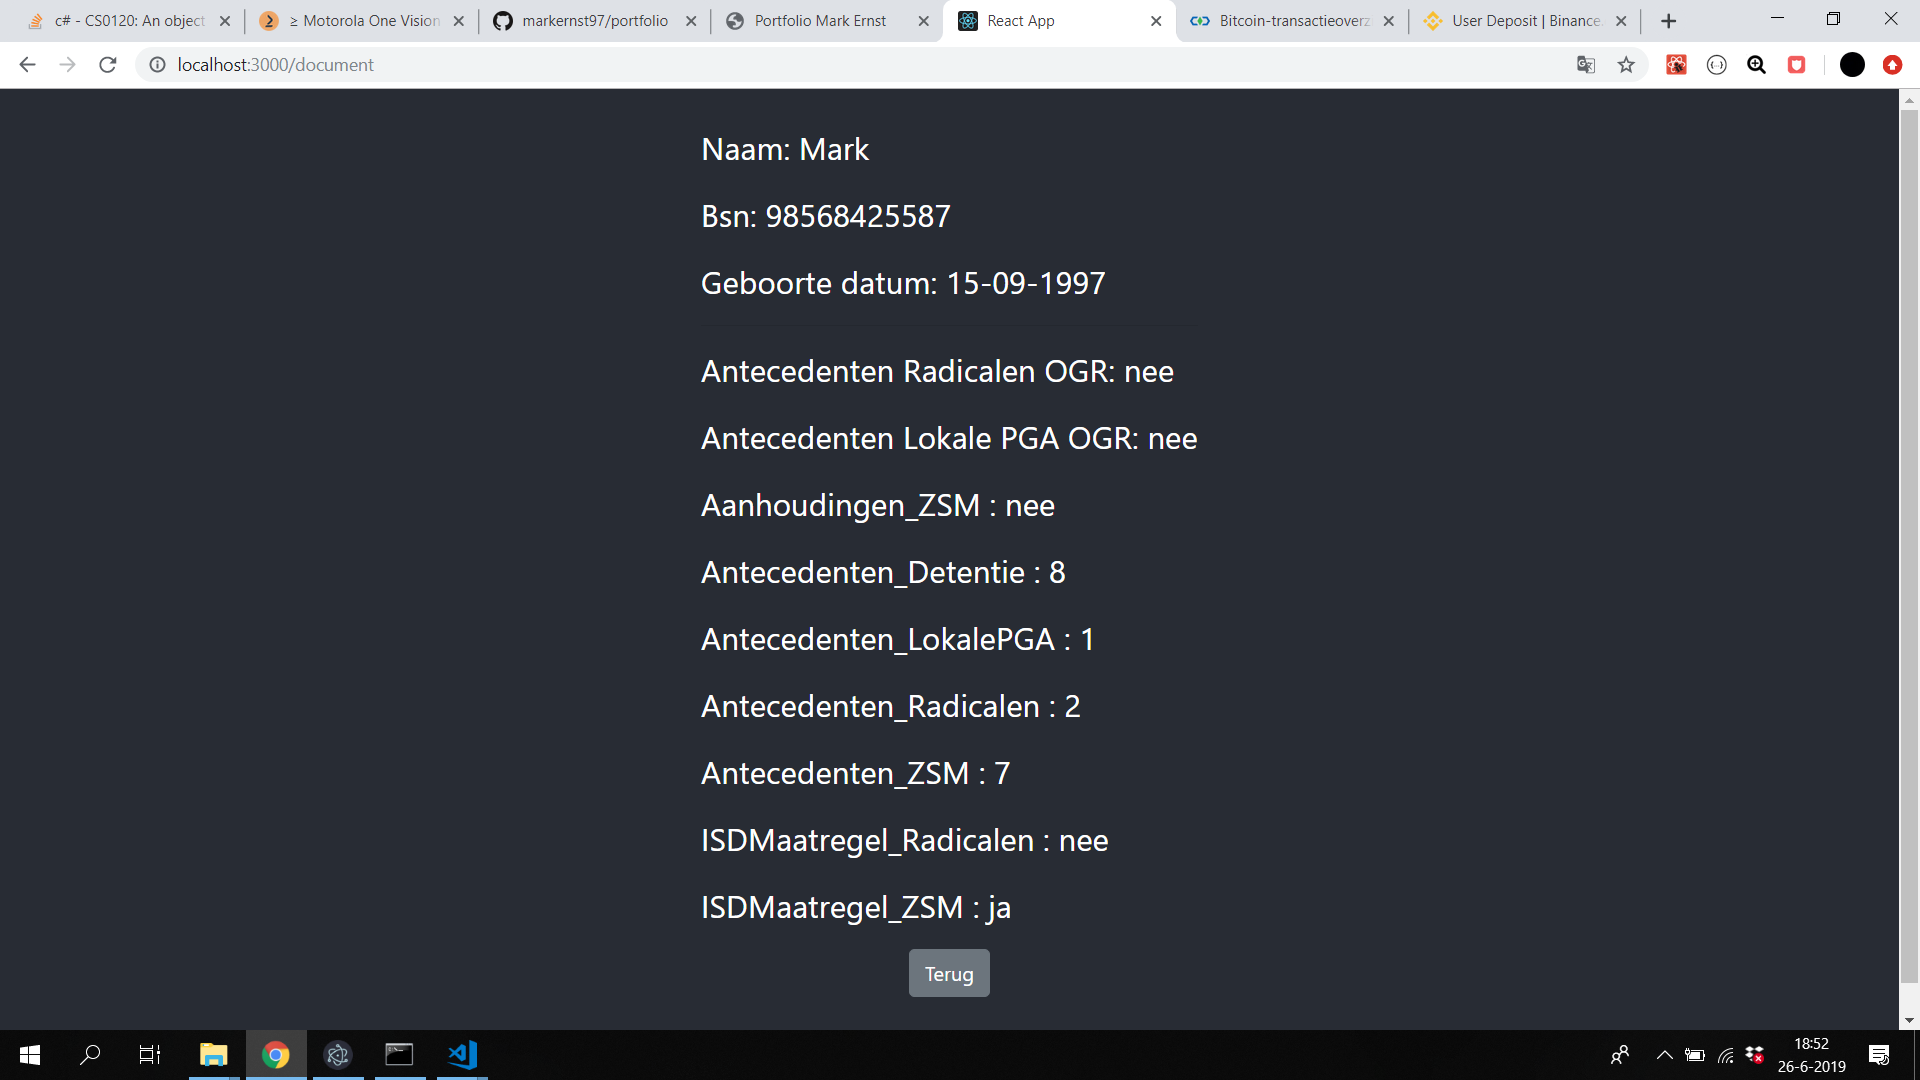 c# - CS0120: An object
≥ Motorola One Vision
markernst97/portfolio
Portfolio Mark Ernst
React App
Bitcoin-transactieoverz
User Deposit | Binance.
localhost:3000/document
Naam: Mark
Bsn: 98568425587
Geboorte datum: 15-09-1997
Antecedenten Radicalen OGR: nee
Antecedenten Lokale PGA OGR: nee
Aanhoudingen_ZSM : nee
Antecedenten_Detentie : 8
Antecedenten_LokalePGA : 1
Antecedenten_Radicalen : 2
Antecedenten_ZSM : 7
ISDMaatregel_Radicalen : nee
ISDMaatregel_ZSM : ja
Terug
18:52
26-6-2019